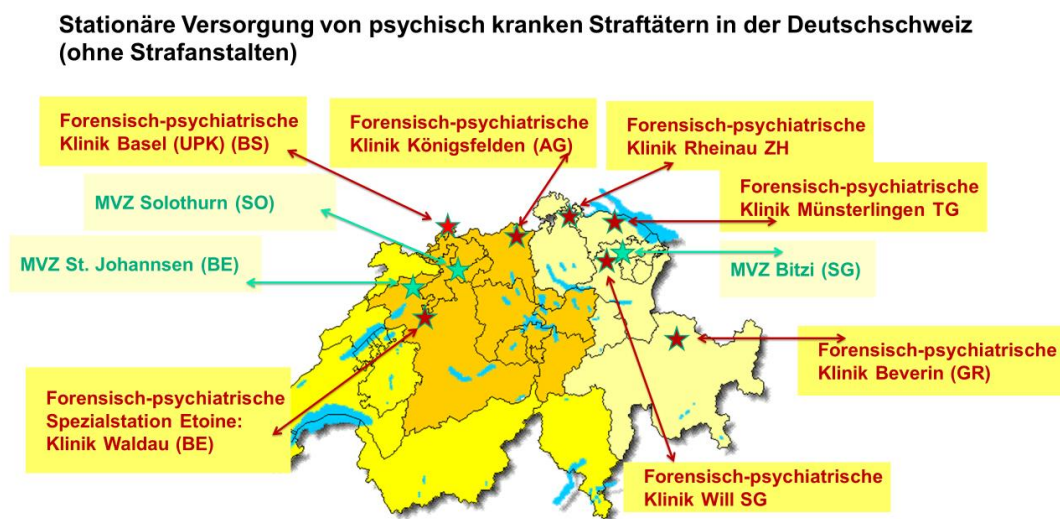 Stationäre Versorgung von psychisch kranken Straftätern in der Deutschschweiz
(ohne Strafanstalten)
Forensisch-psychiatrische
Klinik Basel (UPK) (BS)
Forensisch-psychiatrische
Klinik Königsfelden (AG)
Forensisch-psychiatrische
Klinik Rheinau ZH
MVZ Solothurn (SO)
Forensisch-psychiatrische
Klinik Münsterlingen TG
MVZ St. Johannsen (BE)
MVZ Bitzi (SG)
Forensisch-psychiatrische
Klinik Beverin (GR)
Forensisch-psychiatrische
Spezialstation Etoine:
Klinik Waldau (BE)
Forensisch-psychiatrische
Klinik Will SG